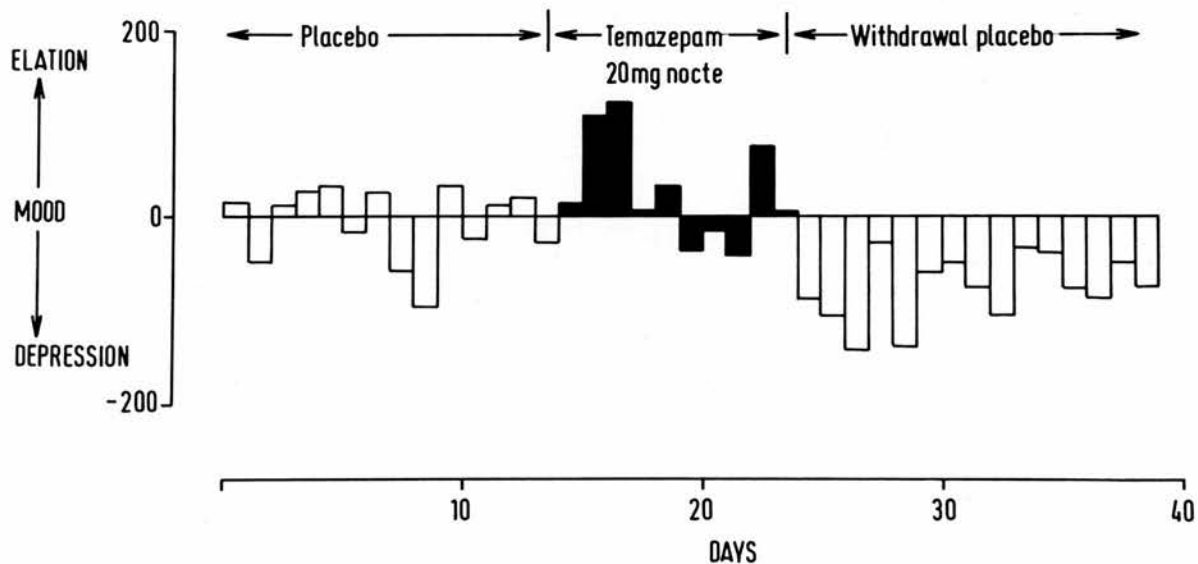 200
ELATION
MOOD
0
DEPRESSION
-200
Placebo
Temazepam
20mg nocte
Withdrawal placebo
10
20
30
40
DAYS